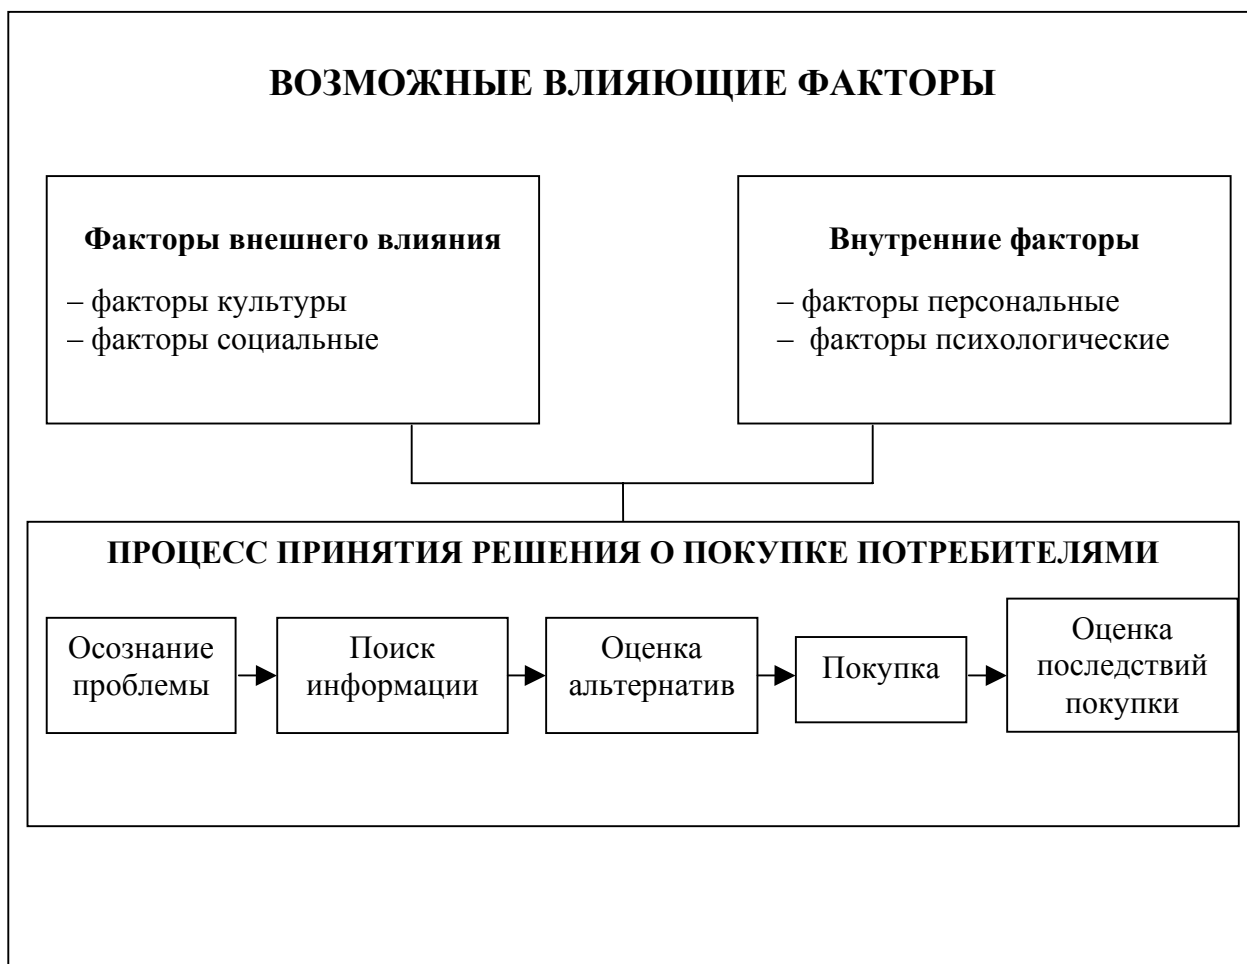 ВОЗМОЖНЫЕ ВЛИЯЮЩИЕ ФАКТОРЫ
Факторы внешнего влияния
– факторы культуры
– факторы социальные
Внутренние факторы
– факторы персональные
– факторы психологические
ПРОЦЕСС ПРИНЯТИЯ РЕШЕНИЯ О ПОКУПКЕ ПОТРЕБИТЕЛЯМИ
Осознание
проблемы
Поиск
информации
Оценка
альтернатив
Покупка
Оценка
последствий
покупки